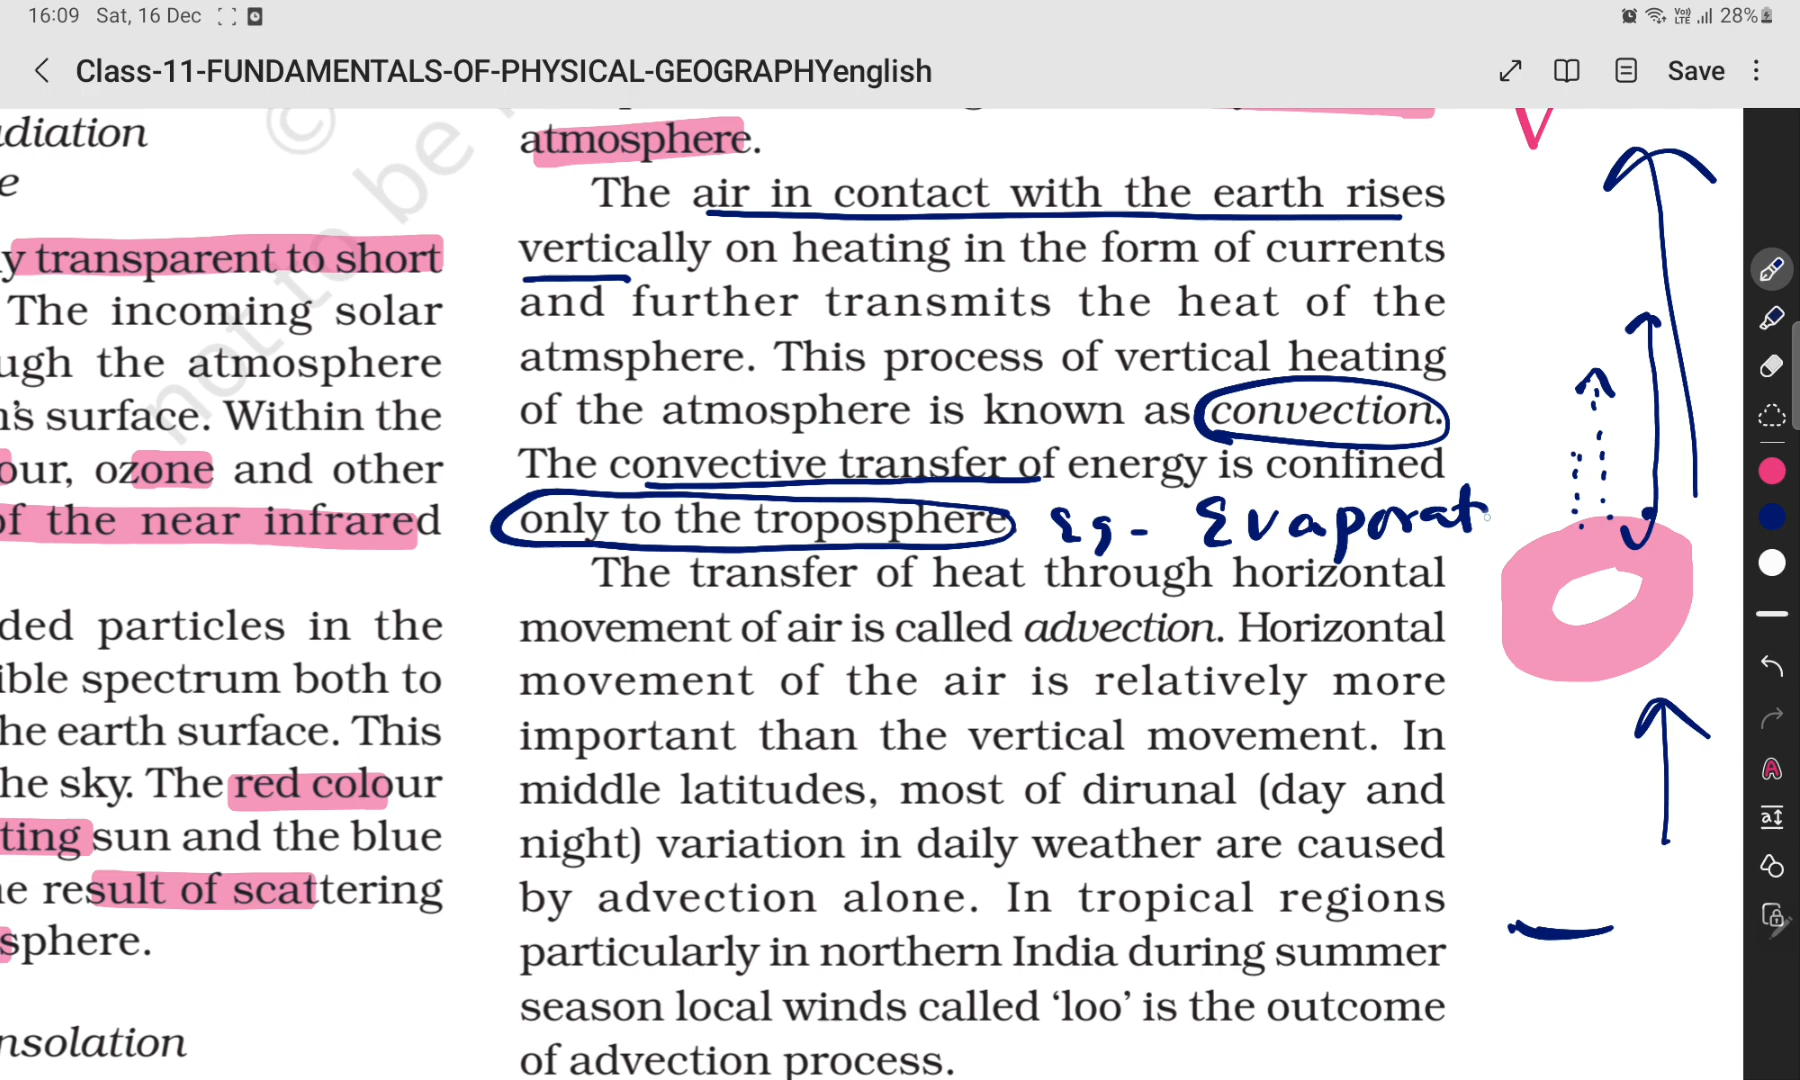 16:09 Sat, 16 Dec
28%
Class-11-FUNDAMENTALS-OF-PHYSICAL-GEOGRAPHYenglish
Save
adiation
e
y transparent to short
The incoming solar
ugh the atmosphere
n's surface. Within the
our, ozone and other
of the near infrared
ded particles in the
ible spectrum both to
he earth surface. This
he sky. The red colour
ting sun and the blue
e result of scattering
sphere.
nsolation
© not to be
atmosphere.
The air in contact with the earth rises
vertically on heating in the form of currents
and further transmits the heat of the
atmsphere. This process of vertical heating
of the atmosphere is known as convection.
The convective transfer of energy is confined
only to the troposphere Eg- Evaporat
The transfer of heat through horizontal
movement of air is called advection. Horizontal
movement of the air is relatively more
important than the vertical movement. In
middle latitudes, most of dirunal (day and
night) variation in daily weather are caused
by advection alone. In tropical regions
particularly in northern India during summer
season local winds called ‘loo’ is the outcome
of advection process.